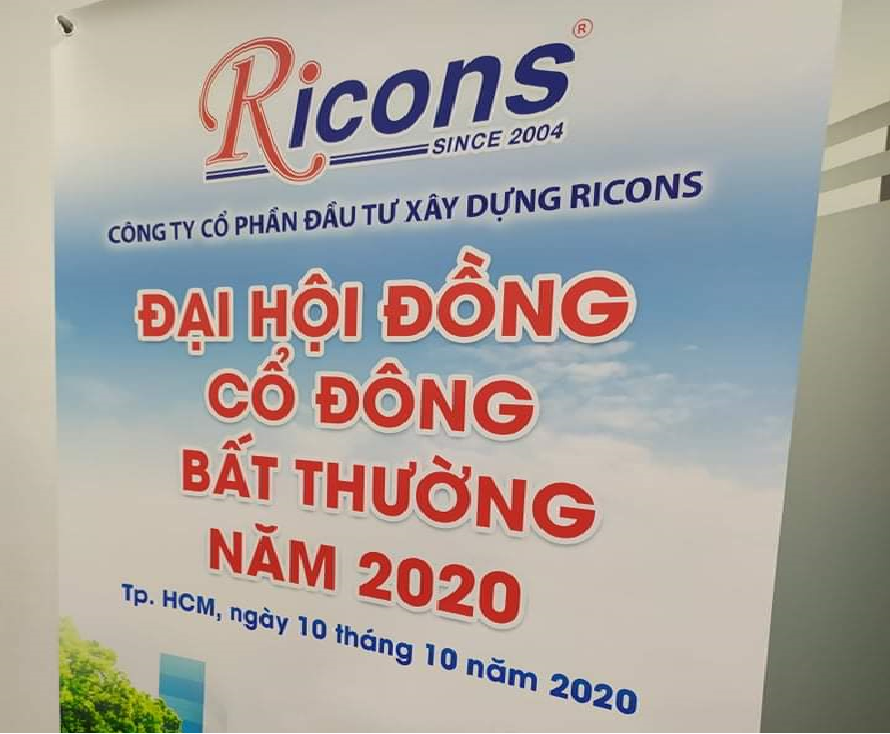 Ricons®
SINCE 2004
CÔNG TY CỔ PHẦN ĐẦU TƯ XÂY DỰNG RICONS
ĐẠI HỘI ĐỒNG
CỔ ĐÔNG
BẤT THƯỜNG
NĂM 2020
Tp. HCM, ngày 10 tháng 10 năm 2020